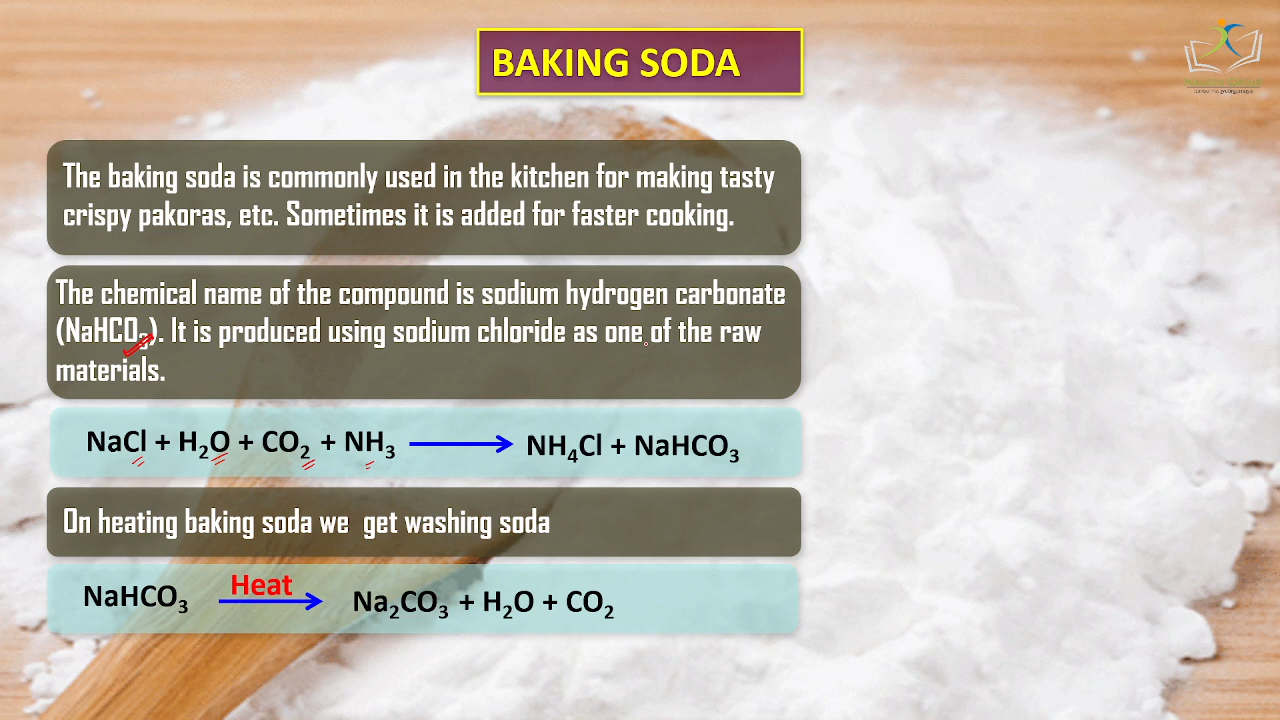 BAKING SODA
The baking soda is commonly used in the kitchen for making tasty
crispy pakoras, etc. Sometimes it is added for faster cooking.
The chemical name of the compound is sodium hydrogen carbonate
(NaHCO₃). It is produced using sodium chloride as one of the raw
materials.
NaCl + H₂O + CO₂ + NH₃ ⟶ NH₄Cl + NaHCO₃
On heating baking soda we get washing soda
Heat
NaHCO₃ ⟶ Na₂CO₃ + H₂O + CO₂